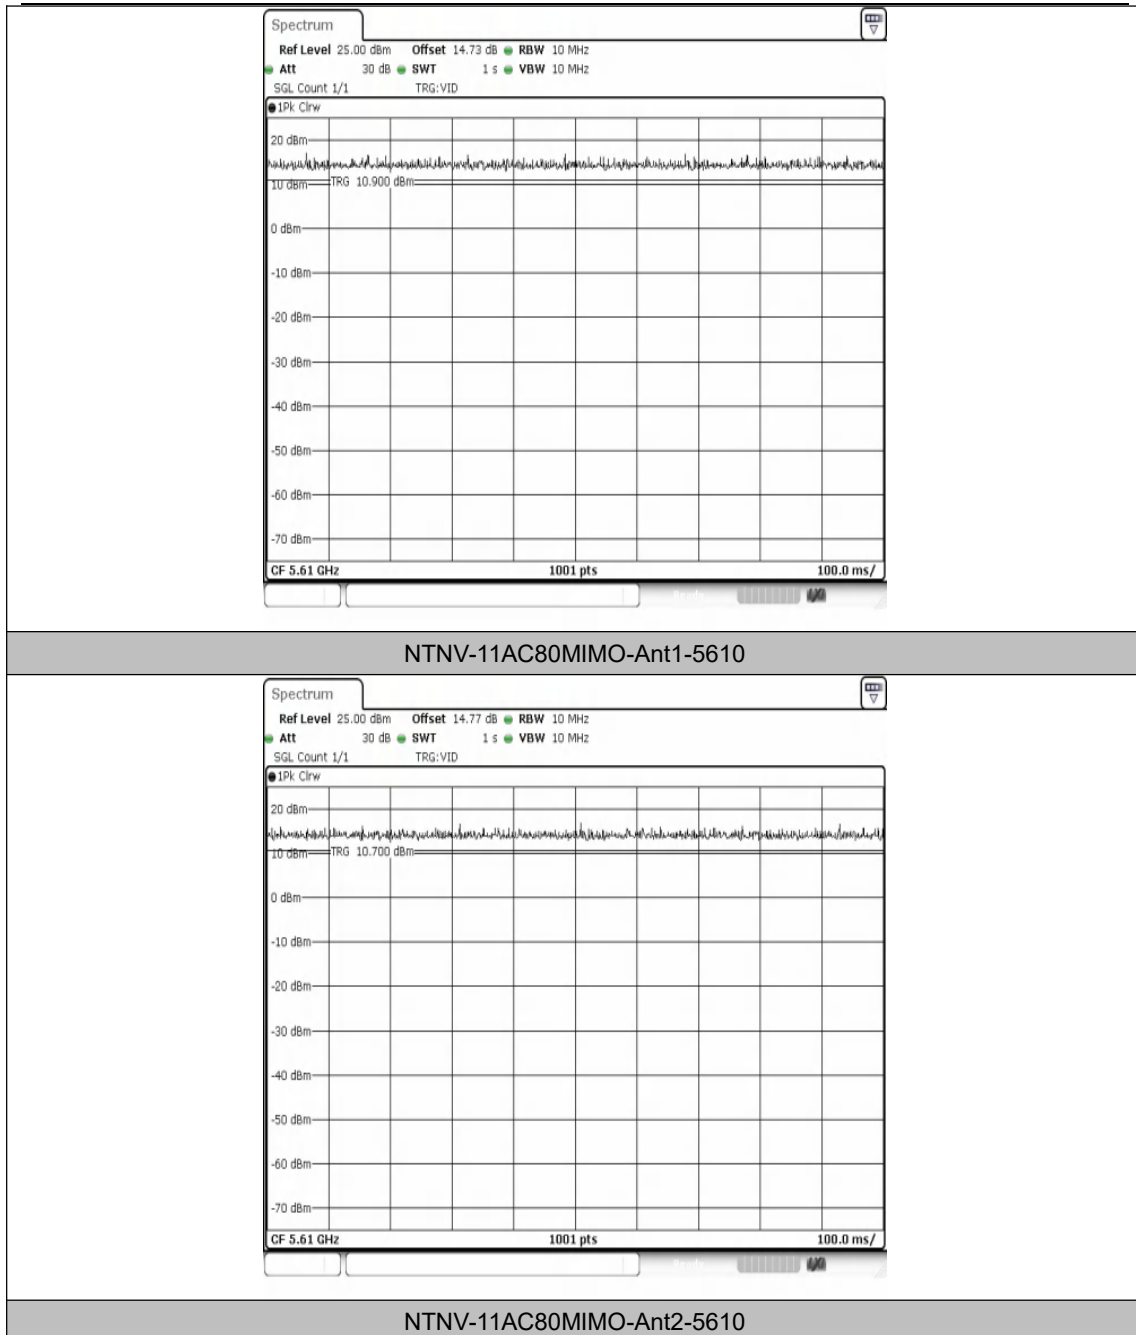 Spectrum
Ref Level 25.00 dBm Offset 14.73 dB RBW 10 MHz
Att 30 dB SWT 1 s VBW 10 MHz
SGL Count 1/1 TRG:VID
1Pk Clrw
20 dBm
10 dBm TRG 10.900 dBm
0 dBm
-10 dBm
-20 dBm
-30 dBm
-40 dBm
-50 dBm
-60 dBm
-70 dBm
CF 5.61 GHz 1001 pts 100.0 ms/
NTNV-11AC80MIMO-Ant1-5610
Spectrum
Ref Level 25.00 dBm Offset 14.77 dB RBW 10 MHz
Att 30 dB SWT 1 s VBW 10 MHz
SGL Count 1/1 TRG:VID
1Pk Clrw
20 dBm
10 dBm TRG 10.700 dBm
0 dBm
-10 dBm
-20 dBm
-30 dBm
-40 dBm
-50 dBm
-60 dBm
-70 dBm
CF 5.61 GHz 1001 pts 100.0 ms/
NTNV-11AC80MIMO-Ant2-5610